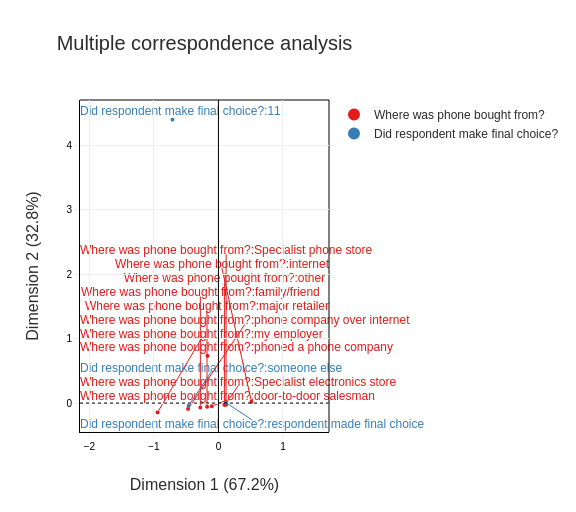 Multiple correspondence analysis
Did respondent make final choice?:11
Where was phone bought from?
Did respondent make final choice?
4
3
Where was phone bought from?:Specialist phone store
Where was phone bought from?:internet
2
Where was phone bought from?:other
Where was phone bought from?:family/friend
Where was phone bought from?:major retailer
Where was phone bought from?:phone company over internet
1
Where was phone bought from?:my employer
Where was phone bought from?:phoned a phone company
Did respondent make final choice?:someone else
Where was phone bought from?:Specialist electronics store
Where was phone bought from?:door-to-door salesman
0
Did respondent make final choice?:respondent made final choice
−2
−1
0
1
Dimension 1 (67.2%)
Dimension 2 (32.8%)